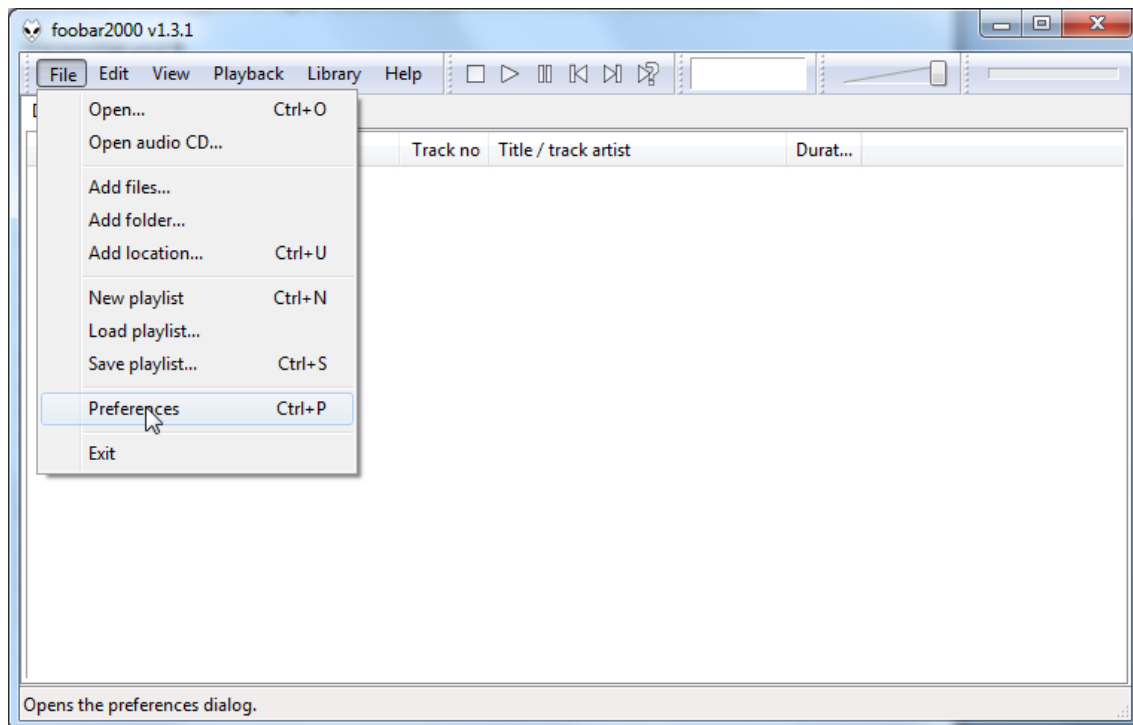 foobar2000 v1.3.1
File Edit View Playback Library Help
Open... Ctrl+O
Open audio CD...
Track no Title / track artist Durat...
Add files...
Add folder...
Add location... Ctrl+U
New playlist Ctrl+N
Load playlist...
Save playlist... Ctrl+S
Preferences Ctrl+P
Exit
Opens the preferences dialog.